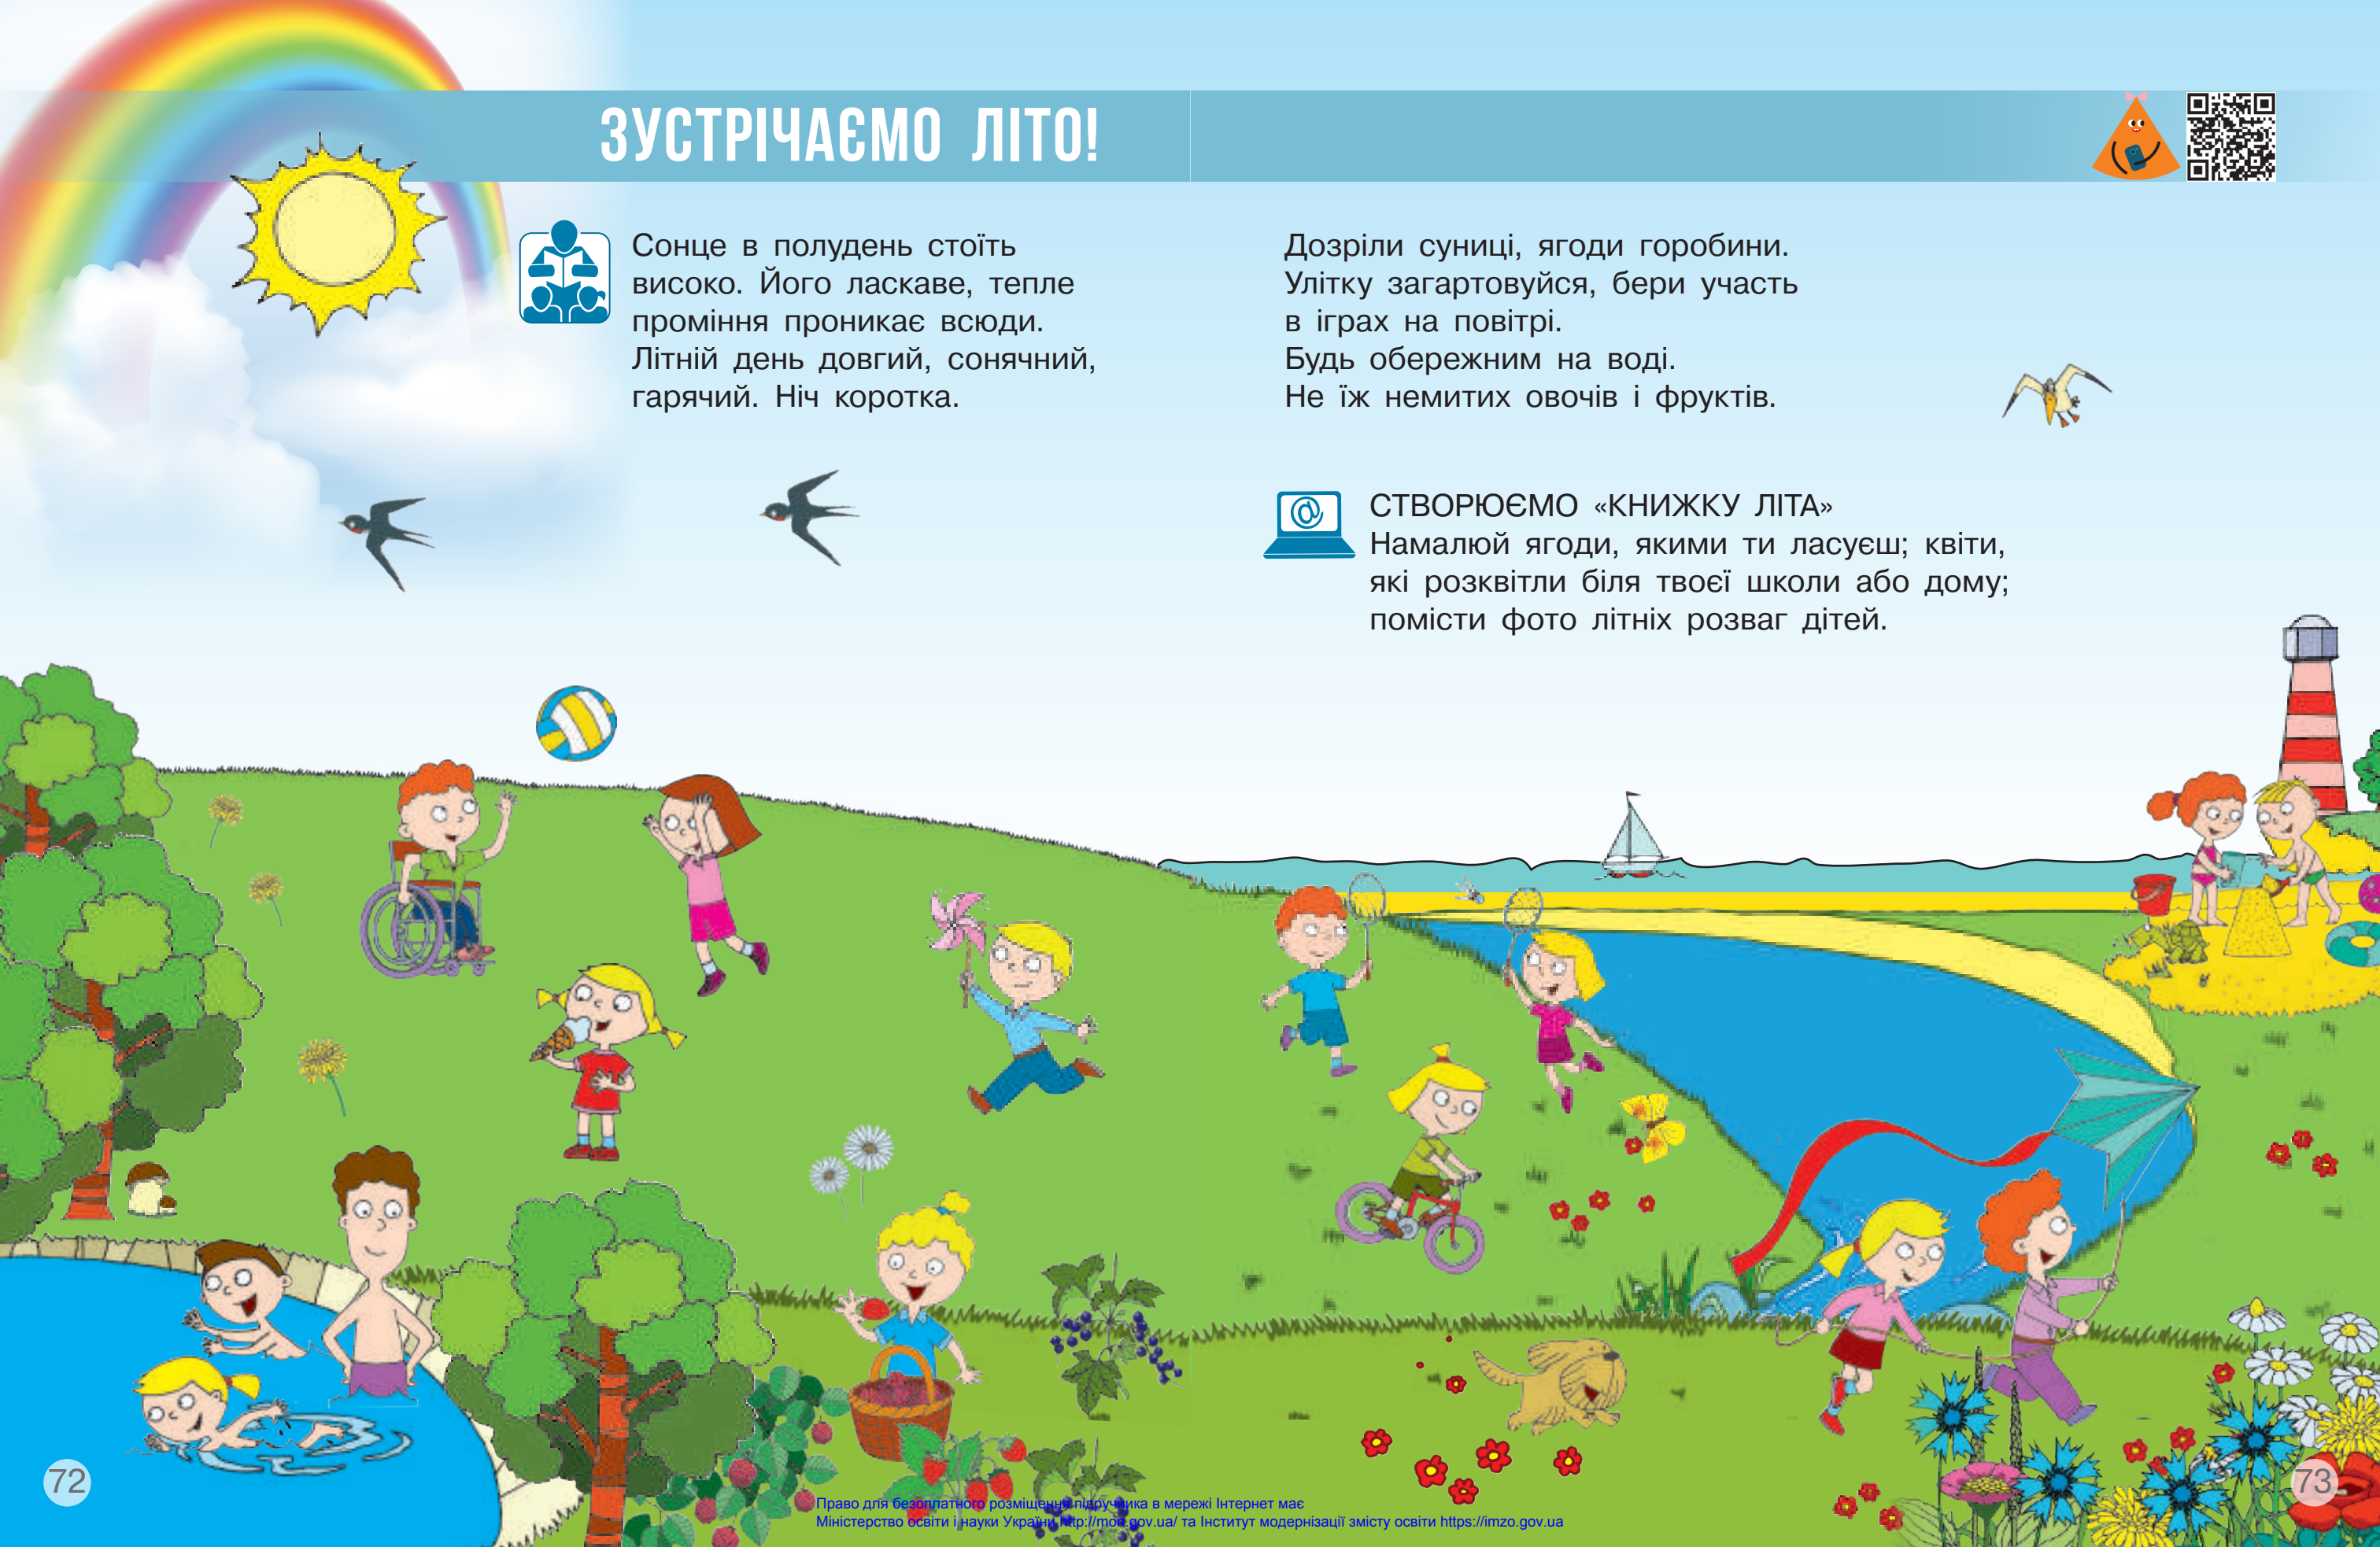 ЗУСТРІЧАЄМО ЛІТО!
Сонце в полудень стоїть
високо. Його ласкаве, тепле
проміння проникає всюди.
Літній день довгий, сонячний,
гарячий. Ніч коротка.
Дозріли суниці, ягоди горобини.
Улітку загартовуйся, бери участь
в іграх на повітрі.
Будь обережним на воді.
Не їж немитих овочів і фруктів.
@
СТВОРЮЄМО «КНИЖКУ ЛІТА»
Намалюй ягоди, якими ти ласуєш; квіти,
які розквітли біля твоєї школи або дому;
помісти фото літніх розваг дітей.
72
73
Право для безоплатного розміщення підручника в мережі Інтернет має
Міністерство освіти і науки України http://mon.gov.ua/ та Інститут модернізації змісту освіти https://imzo.gov.ua